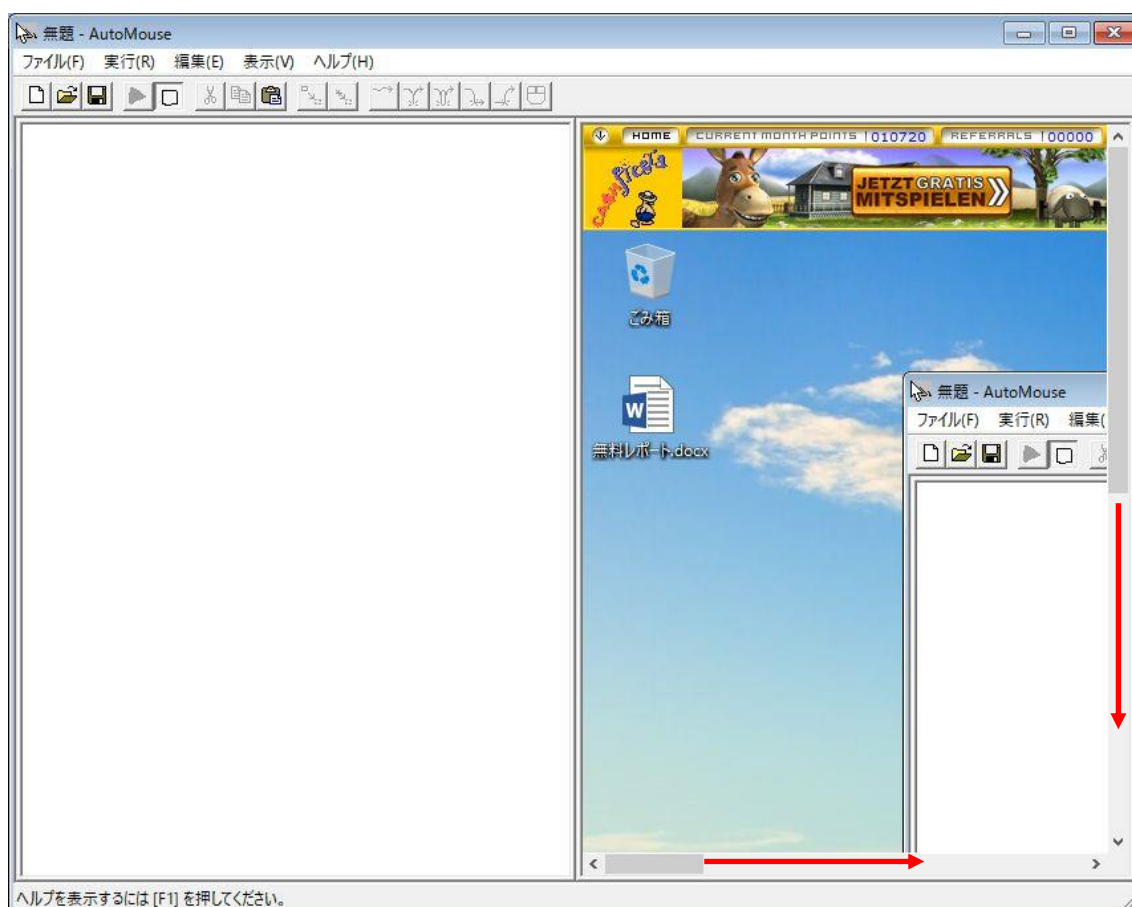 無題 - AutoMouse
ファイル(F) 実行(R) 編集(E) 表示(V) ヘルプ(H)
HOME CURRENT MONTH POINTS 010720 REFERRALS 00000
CASAFiesta
JETZT GRATIS
MITSPIELEN
ごみ箱
W
無料レポート.docx
無題 - AutoMouse
ファイル(F) 実行(R) 編集(
ヘルプを表示するには [F1] を押してください。